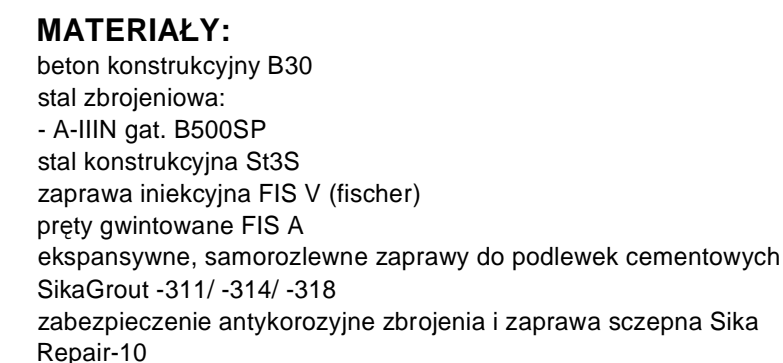 MATERIAŁY:
beton konstrukcyjny B30
stal zbrojeniowa:
- A-IIIN gat. B500SP
stal konstrukcyjna St3S
zaprawa iniekcyjna FIS V (fischer)
pręty gwintowane FIS A
ekspansywne, samorozlewne zaprawy do podlewek cementowych
SikaGrout -311/ -314/ -318
zabezpieczenie antykorozyjne zbrojenia i zaprawa sczepna Sika
Repair-10